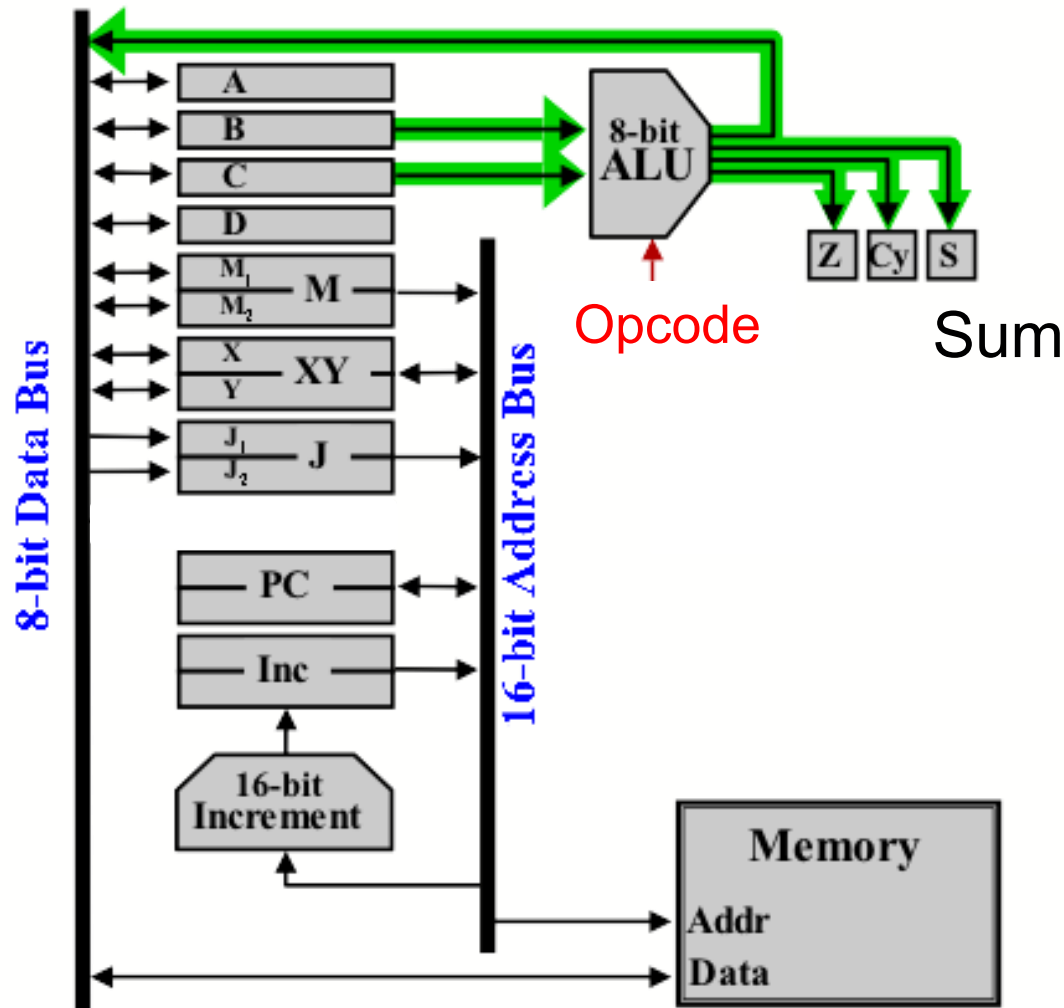 A
B
C
D
M1
M
M2
X
XY
Y
J1
J
J2
PC
Inc
16-bit
Increment
8-bit
ALU
Opcode
Z
Cy
S
Sum
8-bit Data Bus
16-bit Address Bus
Memory
Addr
Data